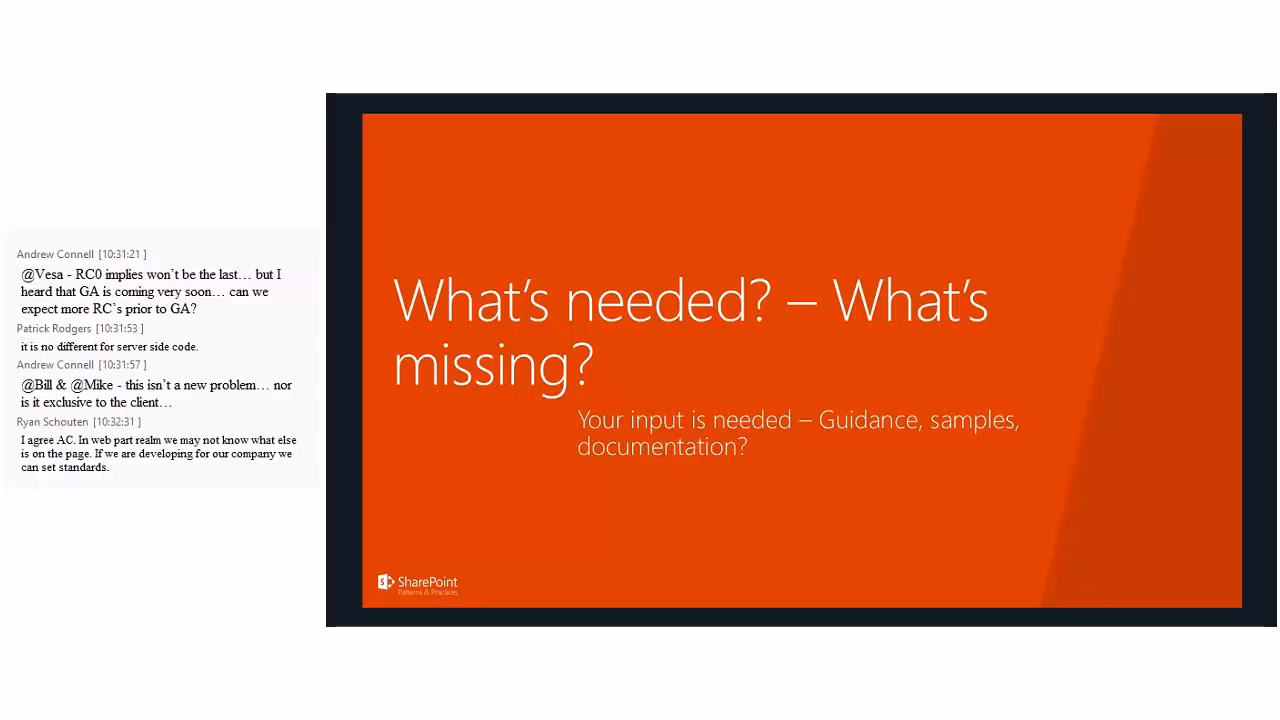 Andrew Connell [10:31:21 ]
@Vesa - RC0 implies won’t be the last… but I
heard that GA is coming very soon… can we
expect more RC’s prior to GA?
Patrick Rodgers [10:31:53 ]
it is no different for server side code.
Andrew Connell [10:31:57 ]
@Bill & @Mike - this isn’t a new problem… nor
is it exclusive to the client…
Ryan Schouten [10:32:31 ]
I agree AC. In web part realm we may not know what else
is on the page. If we are developing for our company we
can set standards.
What’s needed? – What’s
missing?
Your input is needed – Guidance, samples,
documentation?
SharePoint
Patterns & Practices